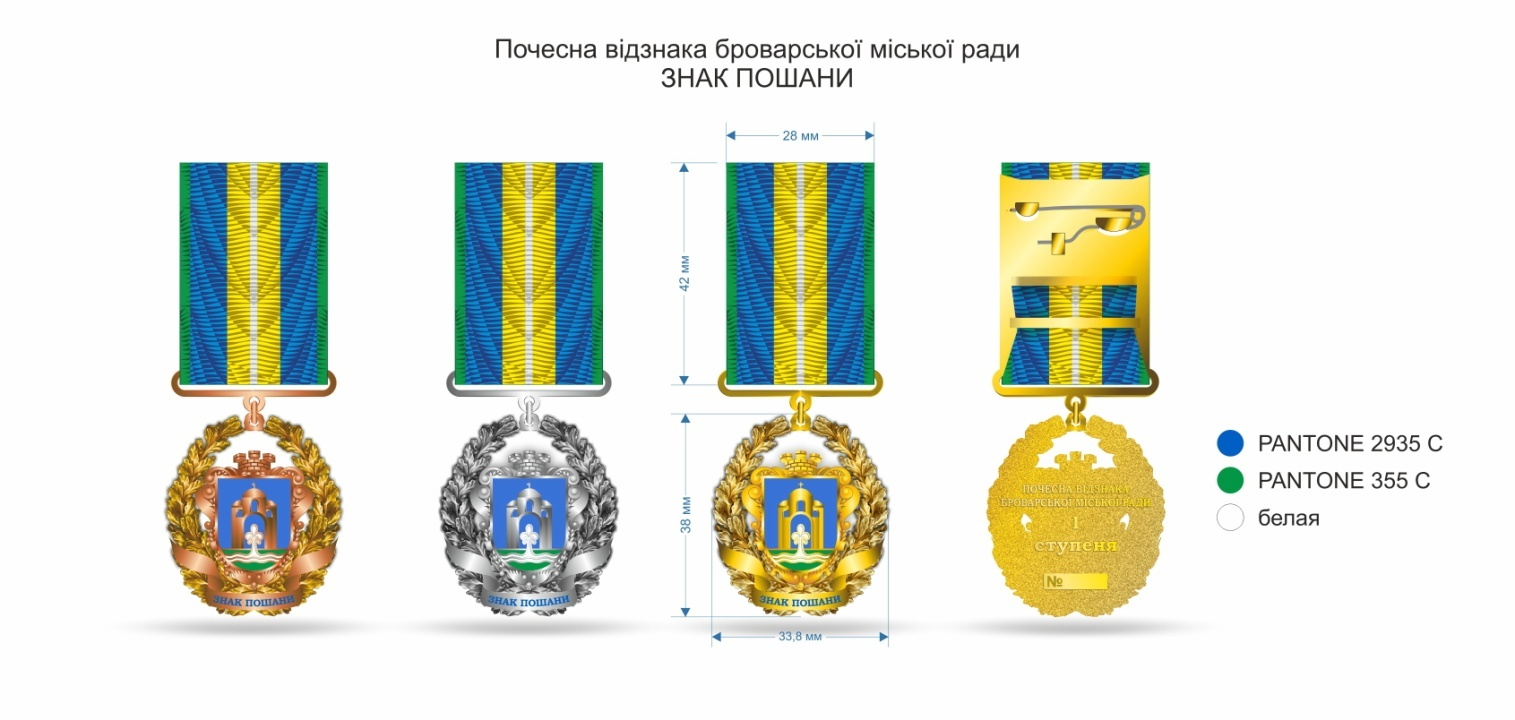 Почесна відзнака броварської міської ради
ЗНАК ПОШАНИ
28 мм
42 мм
38 мм
33,8 мм
ЗНАК ПОШАНИ
ЗНАК ПОШАНИ
ЗНАК ПОШАНИ
ПОЧЕСНА ВІДЗНАКА
БРОВАРСЬКОЇ МІСЬКОЇ РАДИ
І
ступеня
№
PANTONE 2935 C
PANTONE 355 C
белая